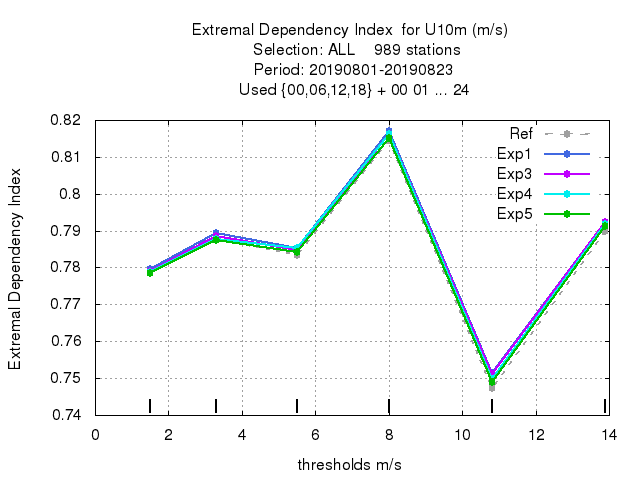 Extremal Dependency Index for U10m (m/s)
Selection: ALL 989 stations
Period: 20190801-20190823
Used {00,06,12,18} + 00 01 ... 24
Extremal Dependency Index
0.82
0.81
0.8
0.79
0.78
0.77
0.76
0.75
0.74
Ref
Exp1
Exp3
Exp4
Exp5
0 2 4 6 8 10 12 14
thresholds m/s